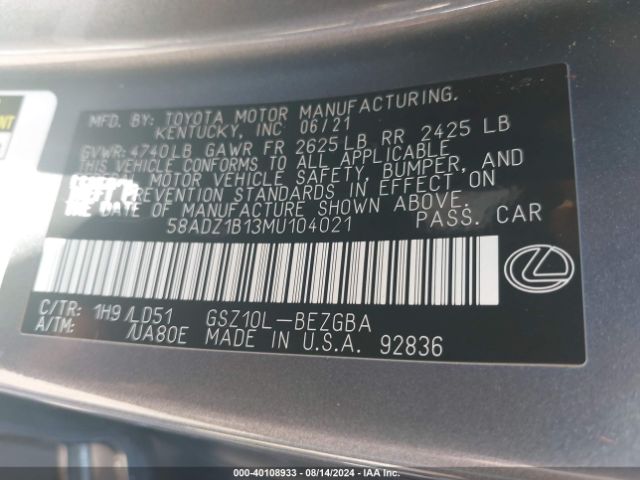 MFD. BY: TOYOTA MOTOR MANUFACTURING.
KENTUCKY, INC 06/21
GVWR: 4740LB GAWR FR 2625 LB, RR 2425 LB
THIS VEHICLE CONFORMS TO ALL APPLICABLE
MOTOR VEHICLE SAFETY, BUMPER, AND
PREVENTION STANDARDS IN EFFECT ON
DATE OF MANUFACTURE SHOWN ABOVE.
58ADZ1B13MU104021 PASS. CAR
C/TR: 1H9/LD51 GSZ10L-BEZGBA
A/TM: /UA80E MADE IN U.S.A. 92836
000-40108933 - 08/14/2024 - IAA Inc.